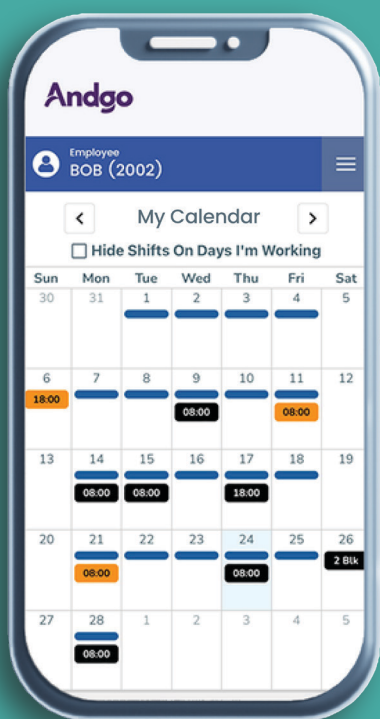 Andgo
Employee
BOB (2002)
My Calendar
Hide Shifts On Days I'm Working
Sun Mon Tue Wed Thu Fri Sat
30 31 1 2 3 4 5
6 7 8 9 10 11 12
18:00 08:00 08:00
13 14 15 16 17 18 19
08:00 08:00 18:00
20 21 22 23 24 25 26
08:00 08:00 2 Blk
27 28 1 2 3 4 5
08:00